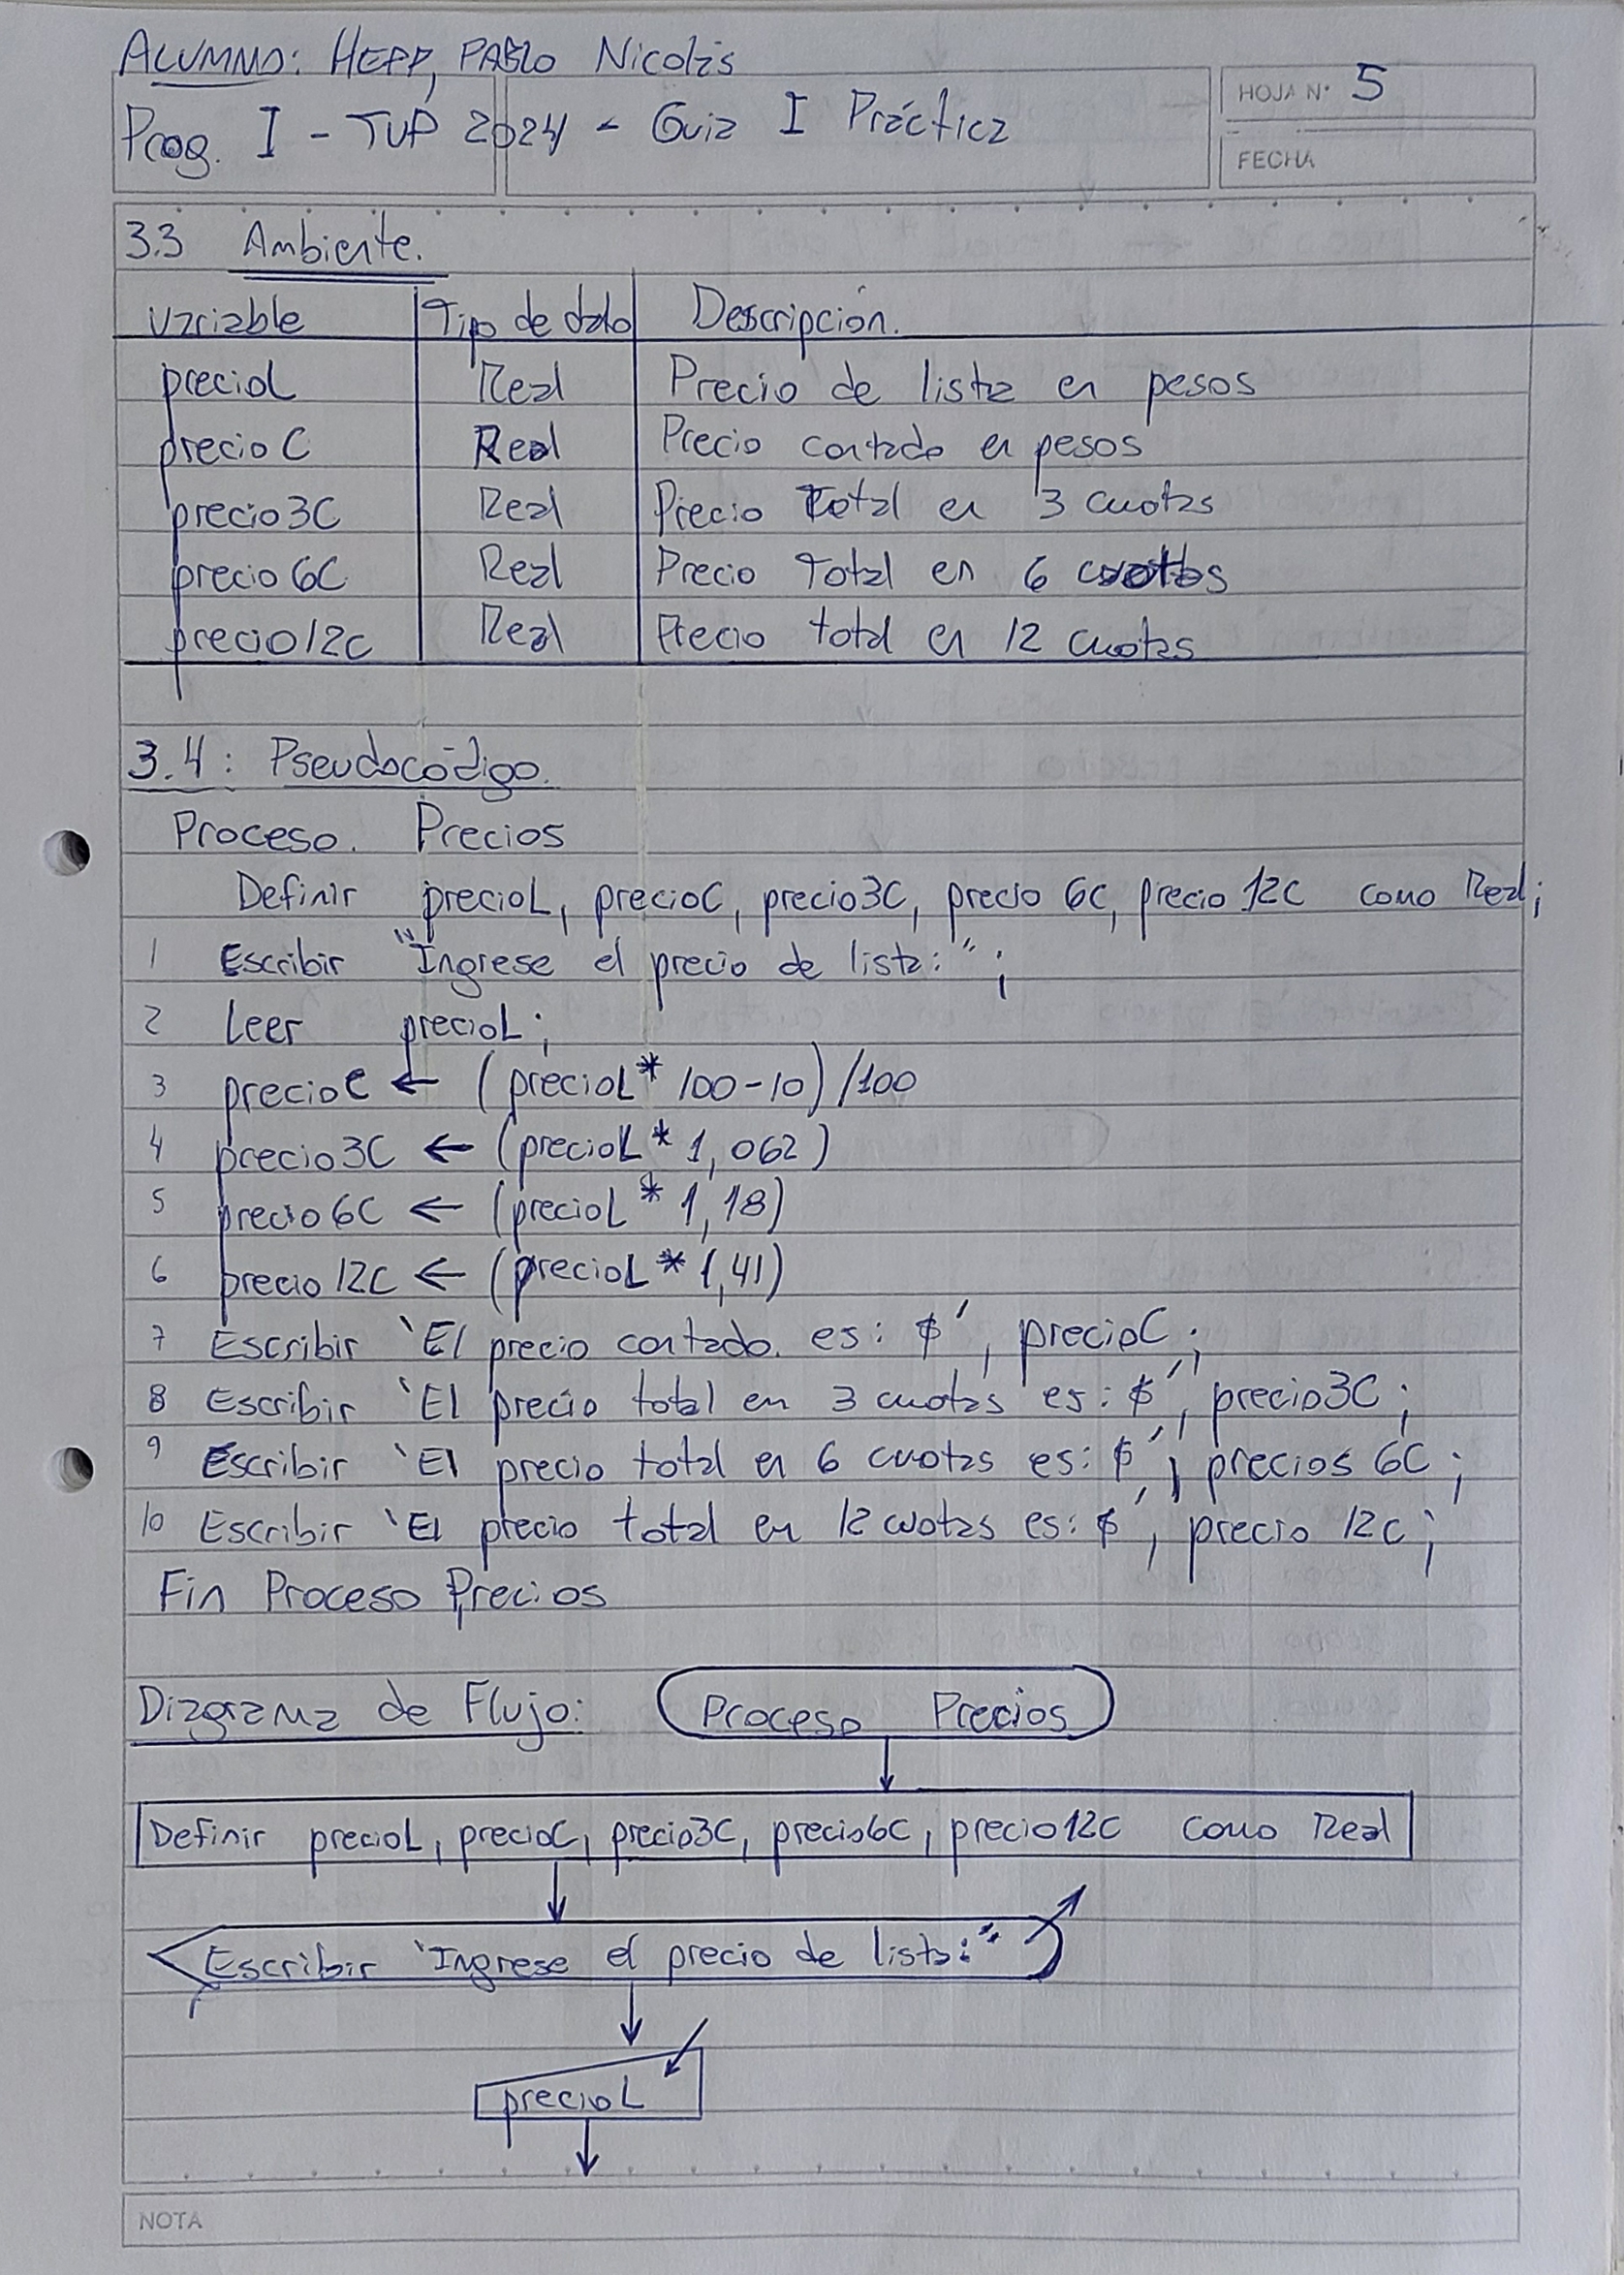 ALUMNO: HEPP, PABLO Nicolás
Prog. I - TUP 2024 - Guia I Práctica
HOJA N° 5
FECHA
3.3 Ambiente.
Variable Tipo de dato Descripción.
precioL Real Precio de lista en pesos
precioC Real Precio contado en pesos
precio3C Real Precio Total en 3 cuotas
precio6C Real Precio Total en 6 cuotas
precio12C Real Precio total en 12 cuotas
3.4: Pseudocódigo.
Proceso. Precios
Definir precioL, precioC, precio3C, precio 6C, precio 12C como Real;
1 Escribir "Ingrese el precio de lista:";
2 Leer precioL;
3 precioC ← (precioL * 100-10)/100
4 precio3C ← (precioL * 1,062)
5 precio6C ← (precioL * 1,18)
6 precio 12C ← (precioL * 1,41)
7 Escribir 'El precio contado. es: $', precioC;
8 Escribir 'El precio total en 3 cuotas es: $', precio3C;
9 Escribir 'El precio total en 6 cuotas es: $', precios 6C;
10 Escribir 'El precio total en 12 cuotas es: $', precio 12C;
Fin Proceso Precios
Diagrama de Flujo:
Proceso Precios
Definir precioL, precioC, precio3C, precio6C, precio12C como Real
Escribir 'Ingrese el precio de lista:"
precioL
NOTA